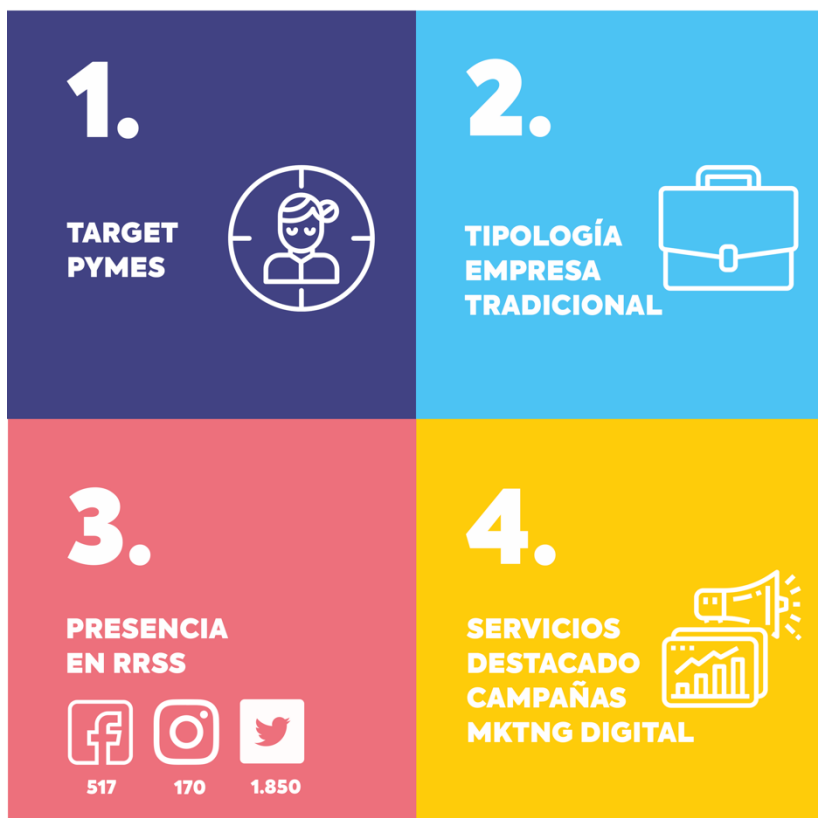 1.
TARGET
PYMES
2.
TIPOLOGÍA
EMPRESA
TRADICIONAL
3.
PRESENCIA
EN RRSS
517 170 1.850
4.
SERVICIOS
DESTACADO
CAMPAÑAS
MKTNG DIGITAL